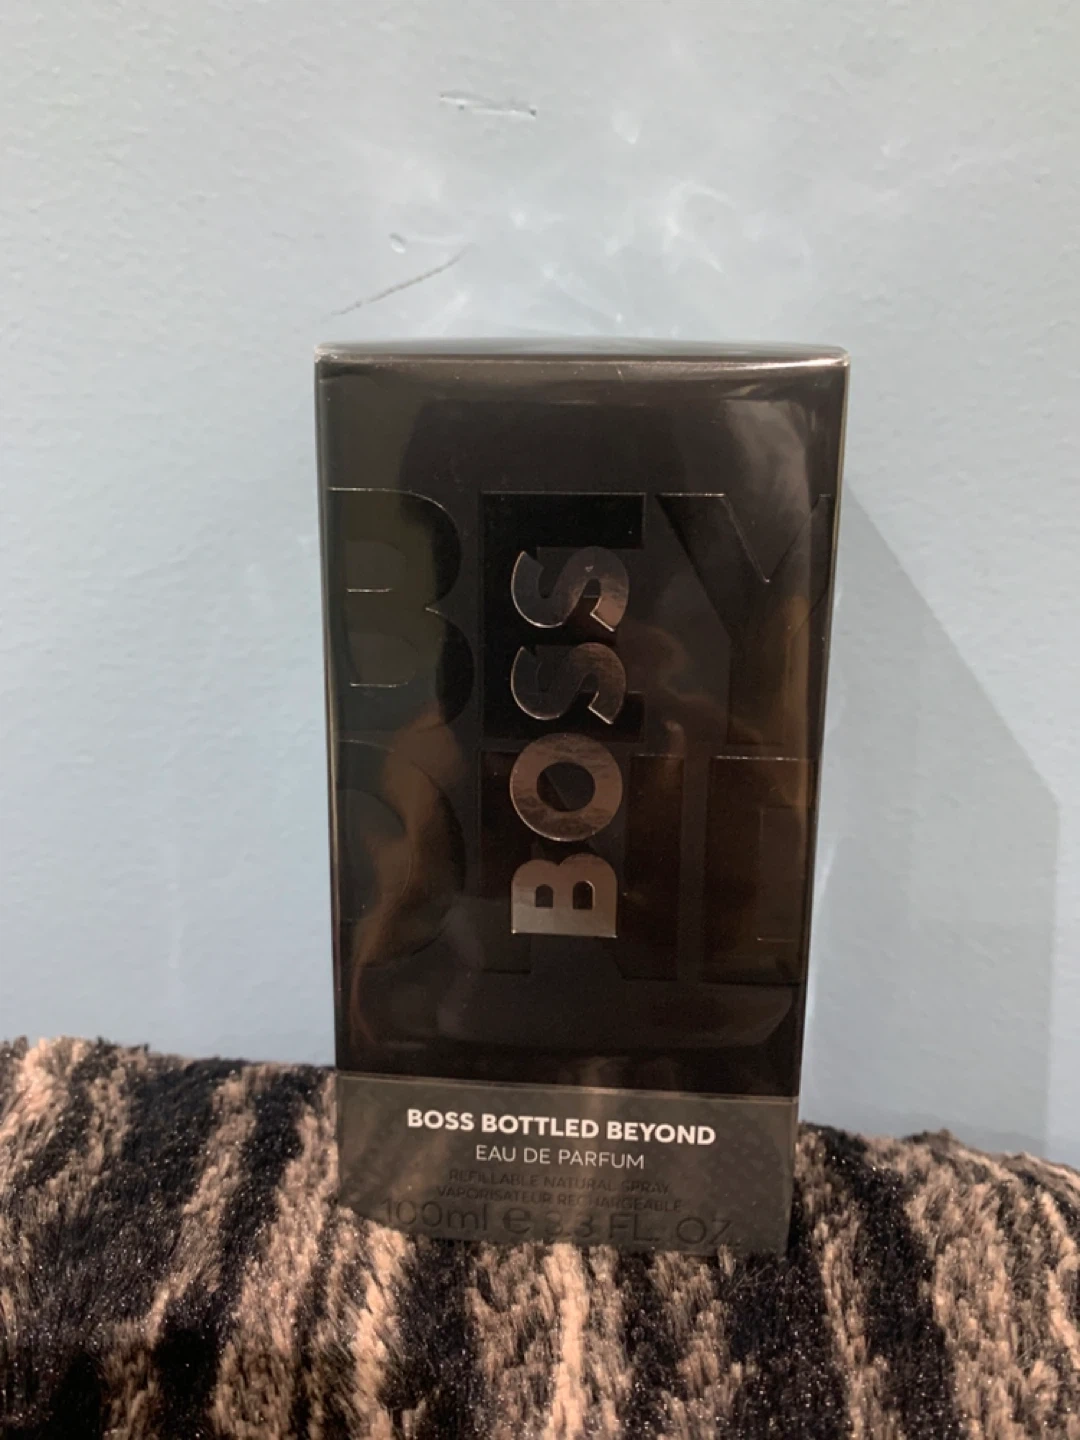 BOSS
BOSS BOTTLED BEYOND
EAU DE PARFUM
REFILLABLE NATURAL SPRAY
VAPORISATEUR RECHARGEABLE
100ml e 3.3 FL. OZ.